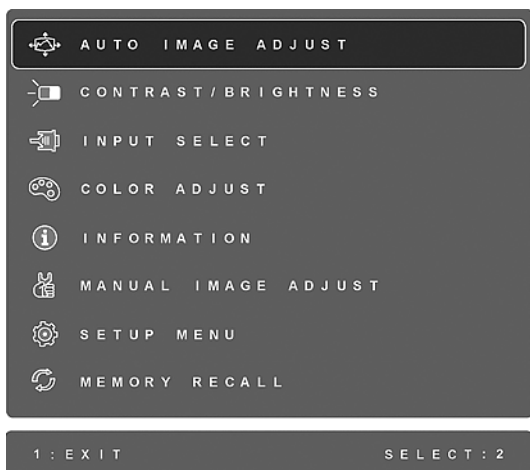 AUTO IMAGE ADJUST
CONTRAST/BRIGHTNESS
INPUT SELECT
COLOR ADJUST
INFORMATION
MANUAL IMAGE ADJUST
SETUP MENU
MEMORY RECALL
1:EXIT SELECT:2